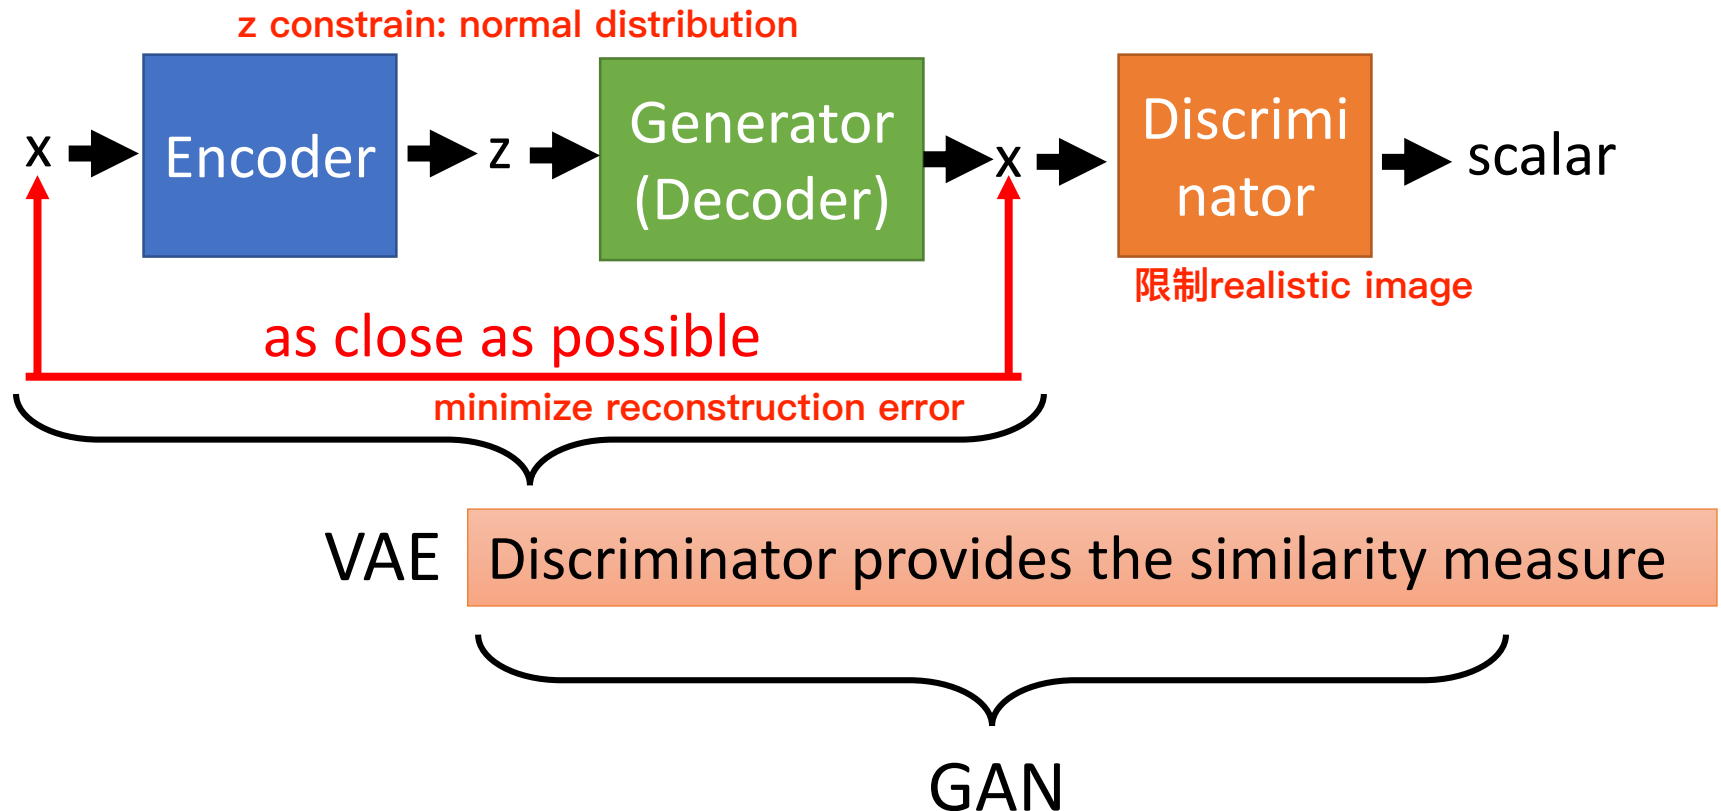 z constrain: normal distribution
x
Encoder
z
Generator
(Decoder)
x
Discrimi
nator
scalar
限制realistic image
as close as possible
minimize reconstruction error
VAE
Discriminator provides the similarity measure
GAN